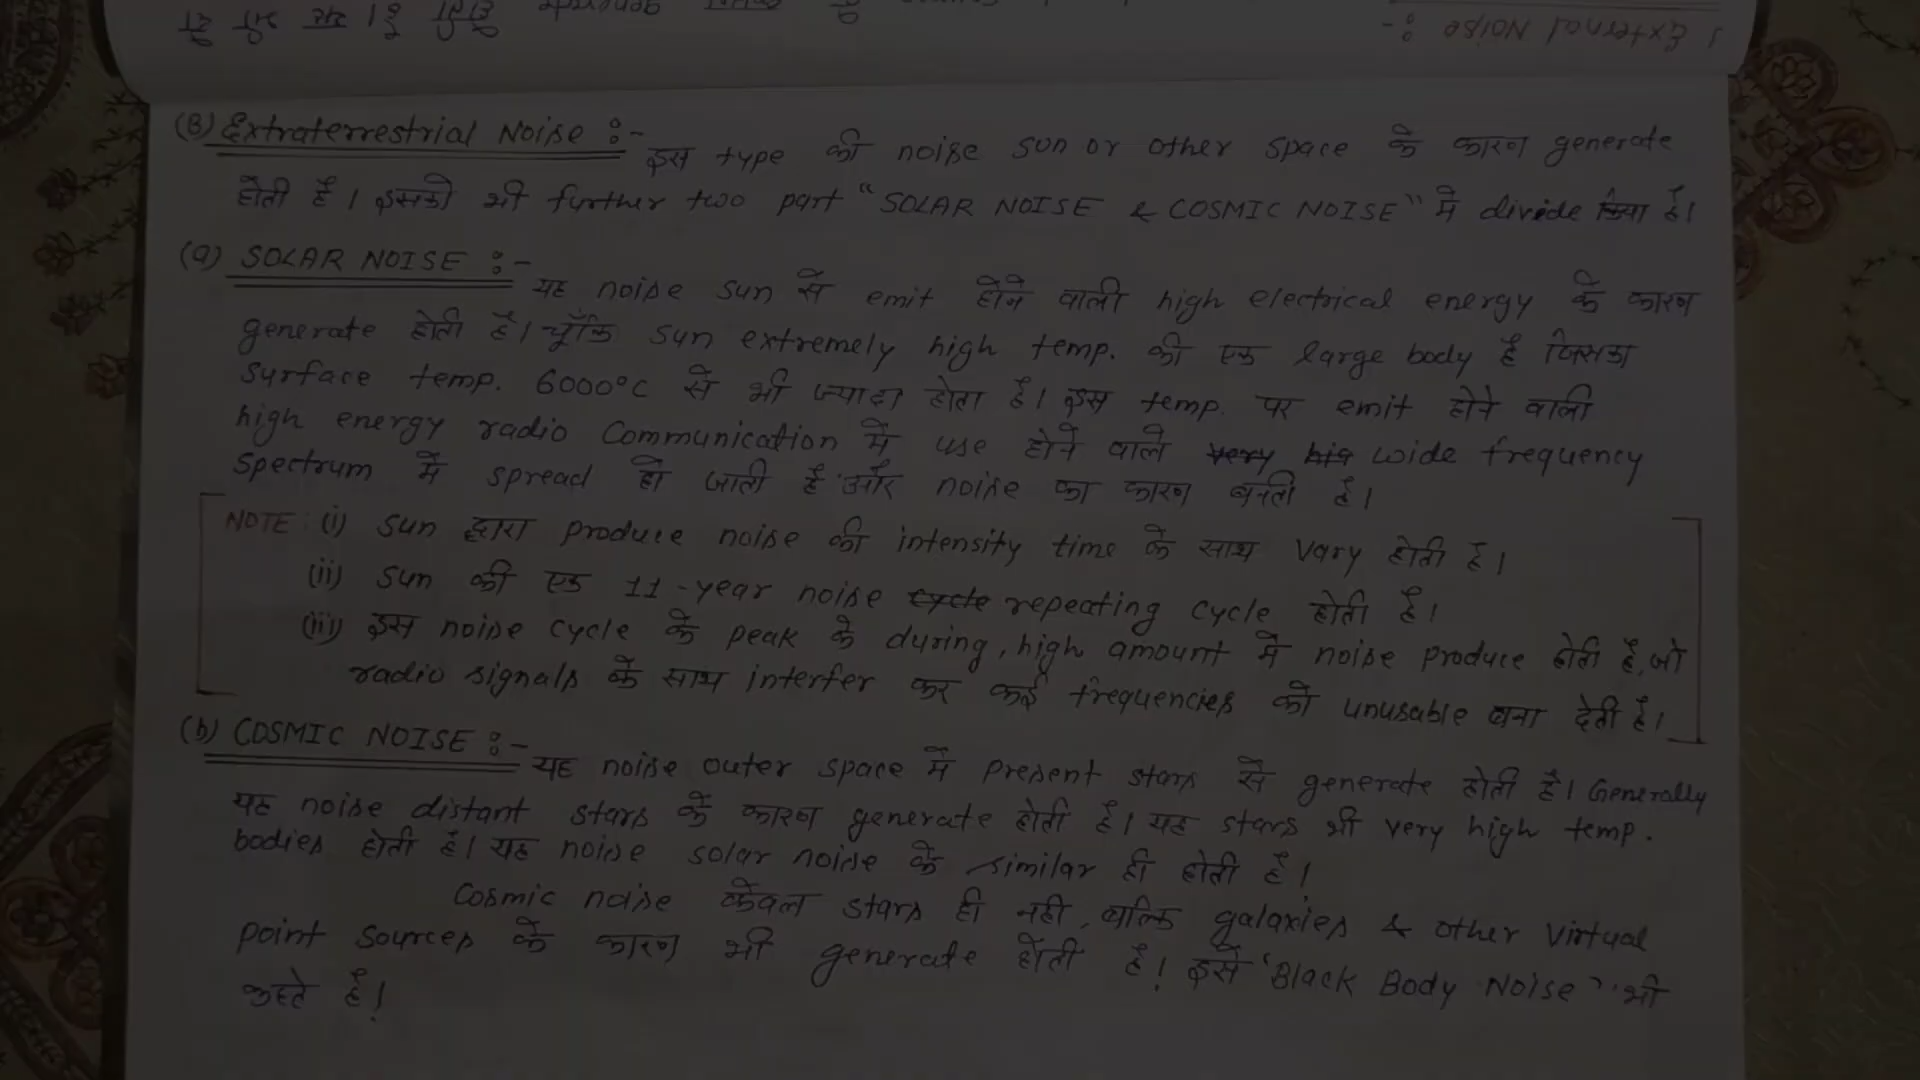 1 External Noise :-
(B) Extraterrestrial Noise :- इस type की noise sun or other space के कारण generate
होती है। इसको भी further two part "SOLAR NOISE & COSMIC NOISE" में divide किया है।
(a) SOLAR NOISE :- यह noise sun से emit होने वाली high electrical energy के कारण
generate होती है। चूँकि sun extremely high temp. की एक large body है जिसका
surface temp. 6000°C से भी ज्यादा होता है। इस temp. पर emit होने वाली
high energy radio communication में use होने वाले very hig wide frequency
spectrum में spread हो जाती है और noise का कारण बनती है।
NOTE: (i) sun द्वारा produce noise की intensity time के साथ vary होती है।
(ii) sun की एक 11-year noise cycle repeating cycle होती है।
(iii) इस noise cycle के peak के during, high amount में noise produce होती है, जो
radio signals के साथ interfer कर कई frequencies को unusable बना देती है।
(b) COSMIC NOISE :- यह noise outer space में present stars से generate होती है। Generally
यह noise distant stars के कारण generate होती है। यह stars भी very high temp.
bodies होती है। यह noise solar noise के similar ही होती है।
Cosmic noise केवल stars ही नही, बल्कि galaxies & other virtual
point sources के कारण भी generate होती है। इसे 'Black Body Noise" भी
कहते है।